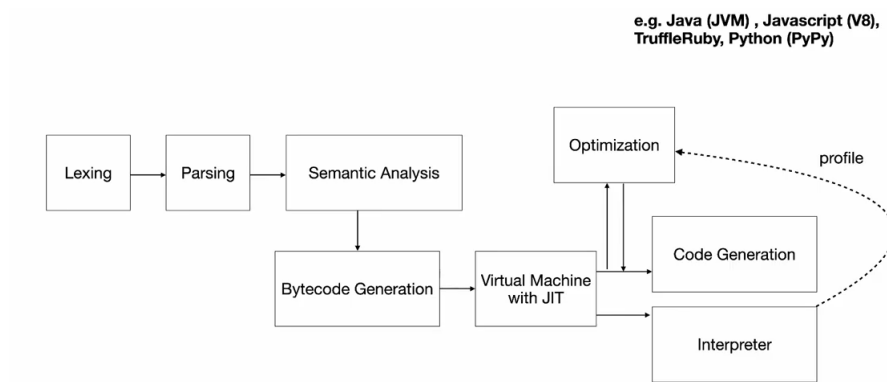 e.g. Java (JVM) , Javascript (V8),
TruffleRuby, Python (PyPy)
Optimization
profile
Lexing
Parsing
Semantic Analysis
Code Generation
Bytecode Generation
Virtual Machine
with JIT
Interpreter